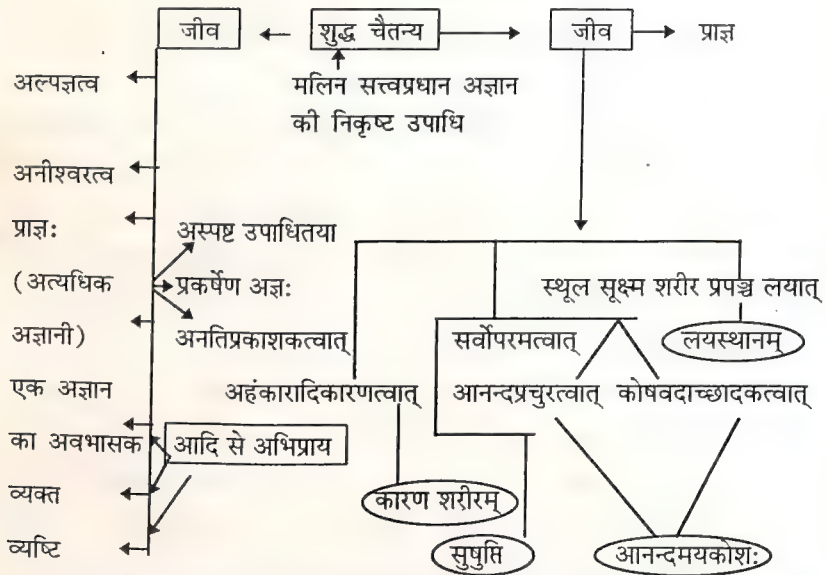 जीव शुद्ध चैतन्य जीव प्राज्ञ
अल्पज्ञत्व
मलिन सत्त्वप्रधान अज्ञान
की निकृष्ट उपाधि
अनीश्वरत्व
प्राज्ञः
(अत्यधिक
अज्ञानी)
अस्पष्ट उपाधितया
प्रकर्षेण अज्ञः
अनतिप्रकाशकत्वात्
स्थूल सूक्ष्म शरीर प्रपञ्च लयात्
सर्वोपरमत्वात्
लयस्थानम्
एक अज्ञान
का अवभासक
अहंकारादिकारणत्वात्
आनन्दप्रचुरत्वात्
कोषवदाच्छादकत्वात्
आदि से अभिप्राय
व्यक्त
व्यष्टि
कारण शरीरम्
सुषुप्ति
आनन्दमयकोशः